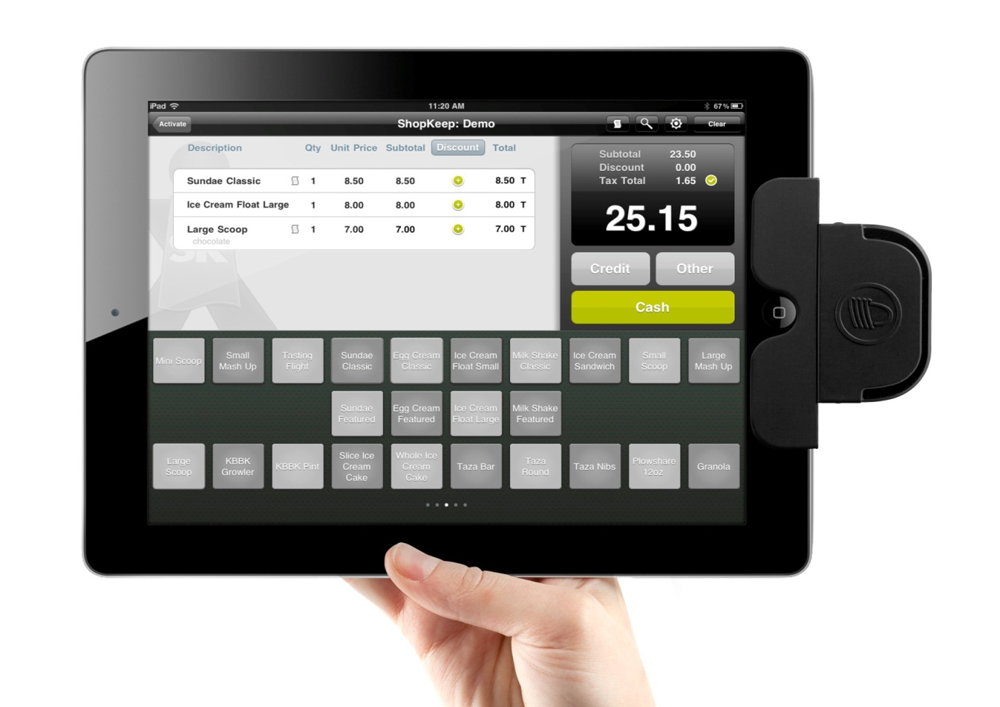 iPad 11:20 AM 67%
Activate ShopKeep: Demo Clear
Description Qty Unit Price Subtotal Discount Total
Sundae Classic 1 8.50 8.50 8.50 T
Ice Cream Float Large 1 8.00 8.00 8.00 T
Large Scoop 1 7.00 7.00 7.00 T
chocolate
SK
Subtotal 23.50
Discount 0.00
Tax Total 1.65
25.15
Credit Other
Cash
Mini Scoop
Small
Mash Up
Tasting
Flight
Sundae
Classic
Egg Cream
Classic
Ice Cream
Float Small
Milk Shake
Classic
Ice Cream
Sandwich
Small
Scoop
Large
Mash Up
Sundae
Featured
Egg Cream
Featured
Ice Cream
Float Large
Milk Shake
Featured
Large
Scoop
KBBK
Growler
KBBK Pint
Slice Ice
Cream
Cake
Whole Ice
Cream
Cake
Taza Bar
Taza
Round
Taza Nibs
Plowshare
12oz
Granola